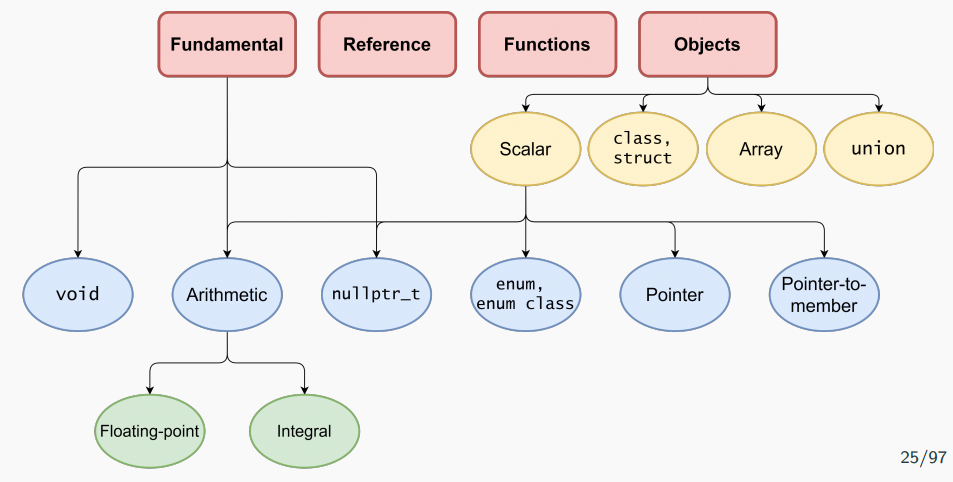 Fundamental
Reference
Functions
Objects
Scalar
class,
struct
Array
union
void
Arithmetic
nullptr_t
enum,
enum class
Pointer
Pointer-to-
member
Floating-point
Integral
25/97